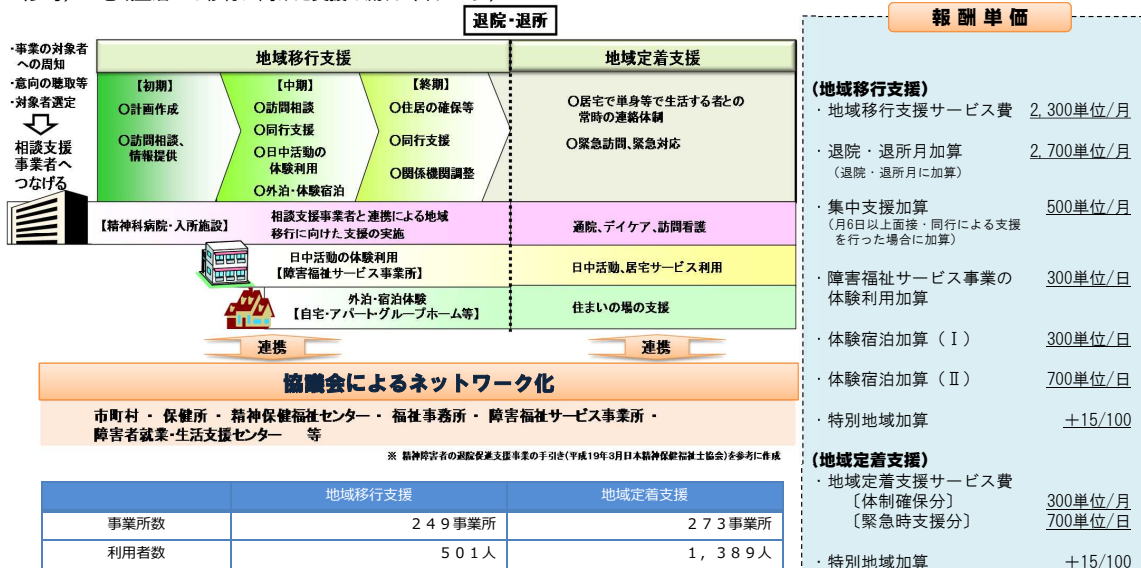 退院・退所
・事業の対象者
への周知
・意向の聴取等
・対象者選定
相談支援
事業者へ
つなげる
地域移行支援
地域定着支援
【初期】
○計画作成
○訪問相談、
情報提供
【中期】
○訪問相談
○同行支援
○日中活動の
体験利用
○外泊・体験宿泊
【終期】
○住居の確保等
○同行支援
○関係機関調整
○居宅で単身等で生活する者との
常時の連絡体制
○緊急訪問、緊急対応
【精神科病院・入所施設】
相談支援事業者と連携による地域
移行に向けた支援の実施
通院、デイケア、訪問看護
日中活動の体験利用
【障害福祉サービス事業所】
日中活動、居宅サービス利用
外泊・宿泊体験
【自宅・アパートグループホーム等】
住まいの場の支援
連携
連携
協議会によるネットワーク化
市町村 ・ 保健所 ・ 精神保健福祉センター ・ 福祉事務所 ・ 障害福祉サービス事業所 ・
障害者就業・生活支援センター 等
※ 精神障害者の退院促進支援事業の手引き(平成19年3月日本精神保健福祉士協会)を参考に作成
地域移行支援 地域定着支援
事業所数 249事業所 273事業所
利用者数 501人 1,389人
報酬単価
(地域移行支援)
・地域移行支援サービス費 2,300単位/月
・退院・退所月加算 2,700単位/月
(退院・退所月に加算)
・集中支援加算 500単位/月
(月6日以上面接・同行による支援
を行った場合に加算)
・障害福祉サービス事業の 300単位/日
体験利用加算
・体験宿泊加算(Ⅰ) 300単位/日
・体験宿泊加算(Ⅱ) 700単位/日
・特別地域加算 +15/100
(地域定着支援)
・地域定着支援サービス費
〔体制確保分〕 300単位/月
〔緊急時支援分〕 700単位/日
・特別地域加算 +15/100